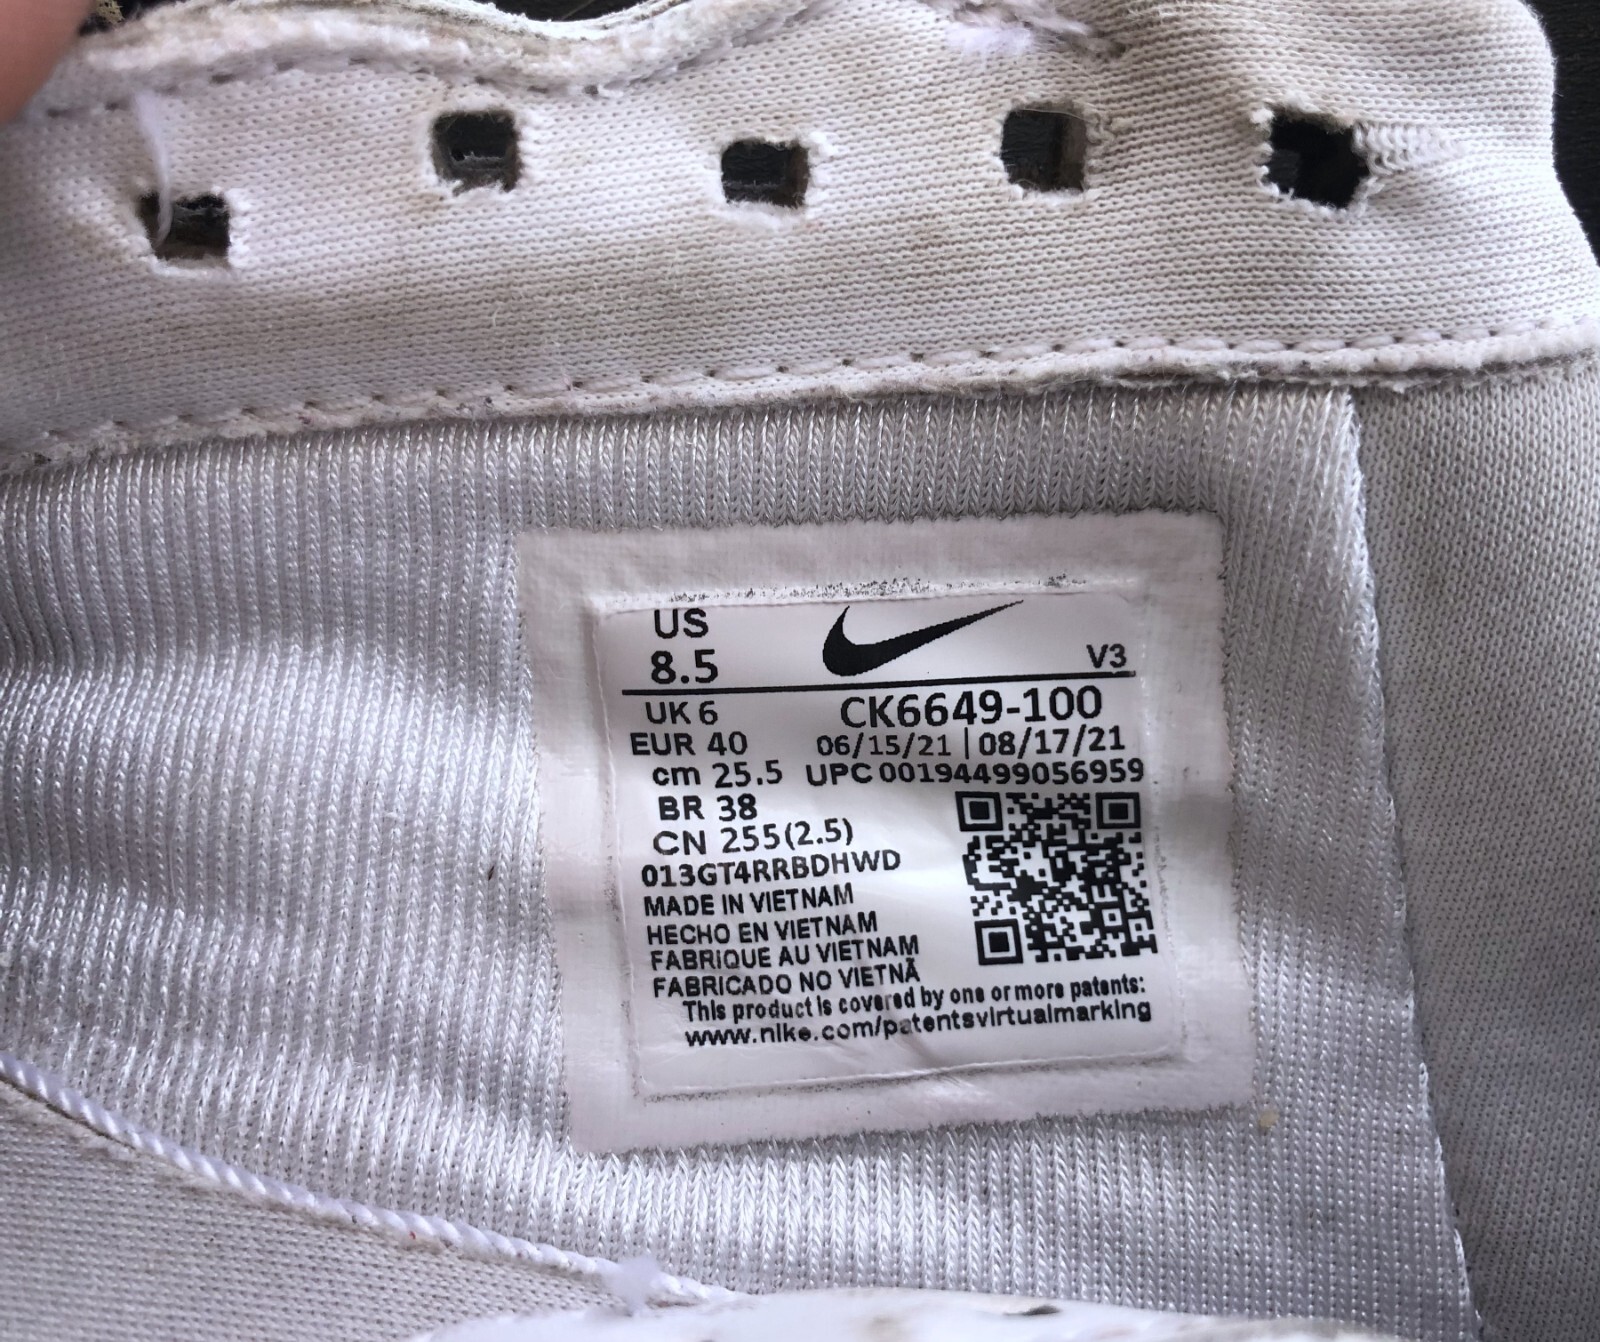 US
8.5
V3
UK 6
CK6649-100
EUR 40
06/15/21 | 08/17/21
cm 25.5
UPC 00194499056959
BR 38
CN 255(2.5)
013GT4RRBDHWD
MADE IN VIETNAM
HECHO EN VIETNAM
FABRIQUE AU VIETNAM
FABRICADO NO VIETNÃ
This product is covered by one or more patents:
www.nike.com/patentsvirtualmarking